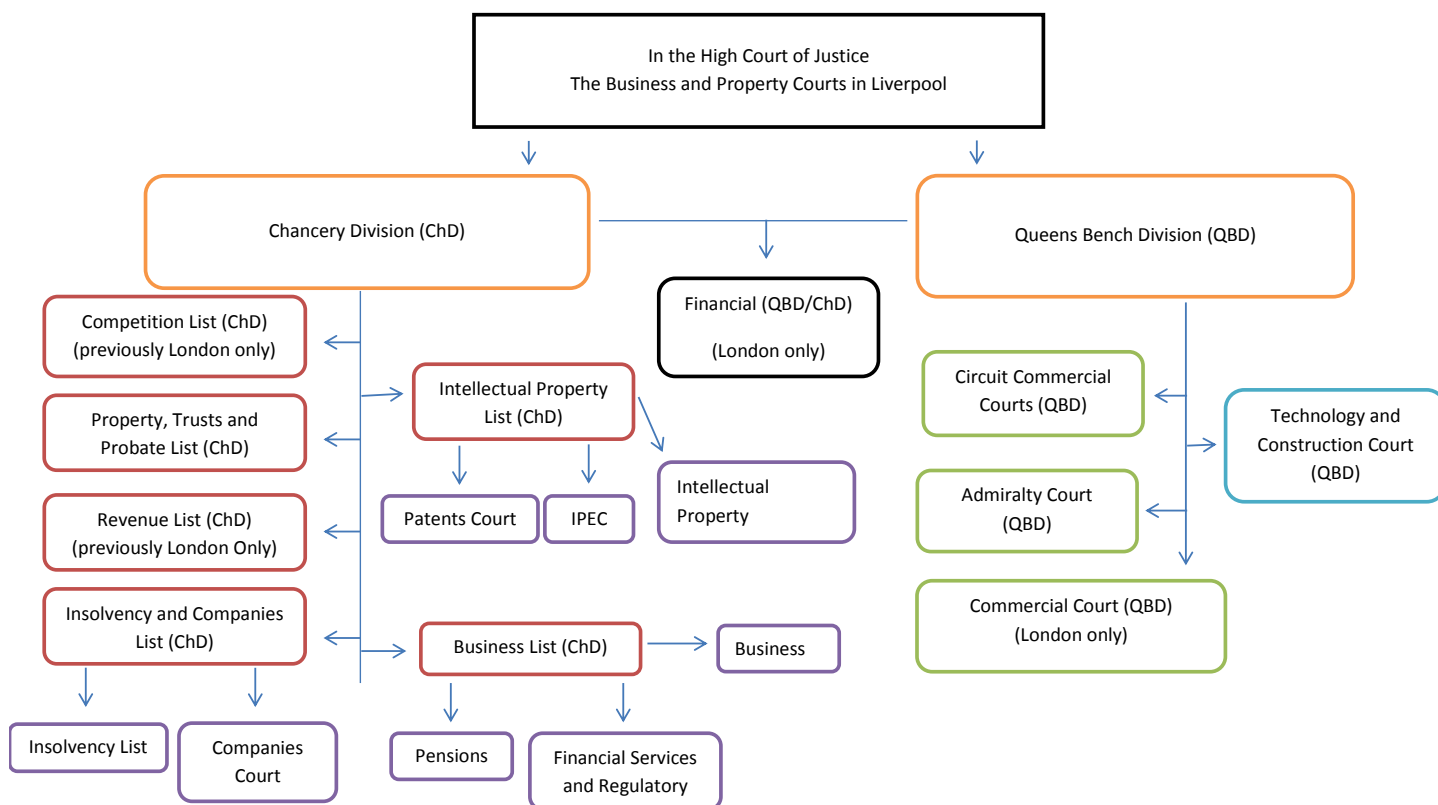 In the High Court of Justice
The Business and Property Courts in Liverpool
Chancery Division (ChD)
Queens Bench Division (QBD)
Financial (QBD/ChD)
(London only)
Competition List (ChD)
(previously London only)
Property, Trusts and
Probate List (ChD)
Revenue List (ChD)
(previously London Only)
Insolvency and Companies
List (ChD)
Insolvency List
Companies
Court
Intellectual Property
List (ChD)
Patents Court
IPEC
Intellectual
Property
Business List (ChD)
Business
Pensions
Financial Services
and Regulatory
Circuit Commercial
Courts (QBD)
Technology and
Construction Court
(QBD)
Admiralty Court
(QBD)
Commercial Court (QBD)
(London only)